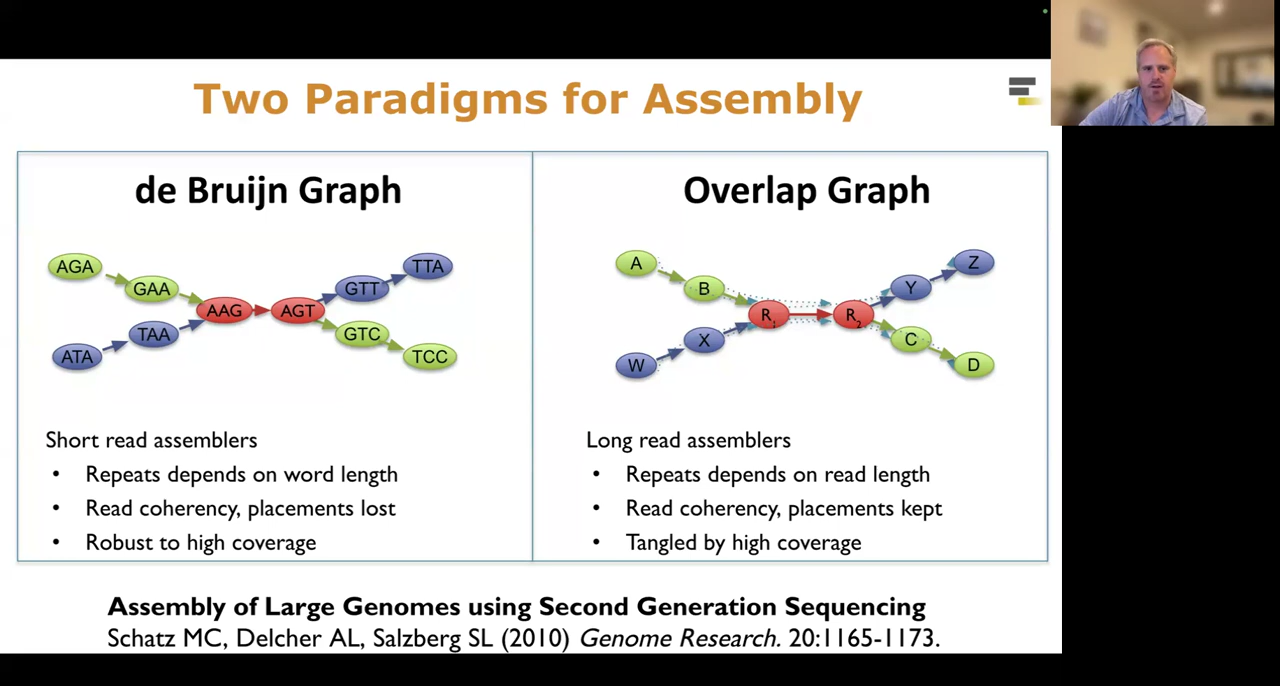 Two Paradigms for Assembly
de Bruijn Graph
AGA
GAA
AAG
AGT
GTT
TTA
TAA
ATA
GTC
TCC
Short read assemblers
• Repeats depends on word length
• Read coherency, placements lost
• Robust to high coverage
Overlap Graph
A
B
R1
R2
Y
Z
X
W
C
D
Long read assemblers
• Repeats depends on read length
• Read coherency, placements kept
• Tangled by high coverage
Assembly of Large Genomes using Second Generation Sequencing
Schatz MC, Delcher AL, Salzberg SL (2010) Genome Research. 20:1165-1173.